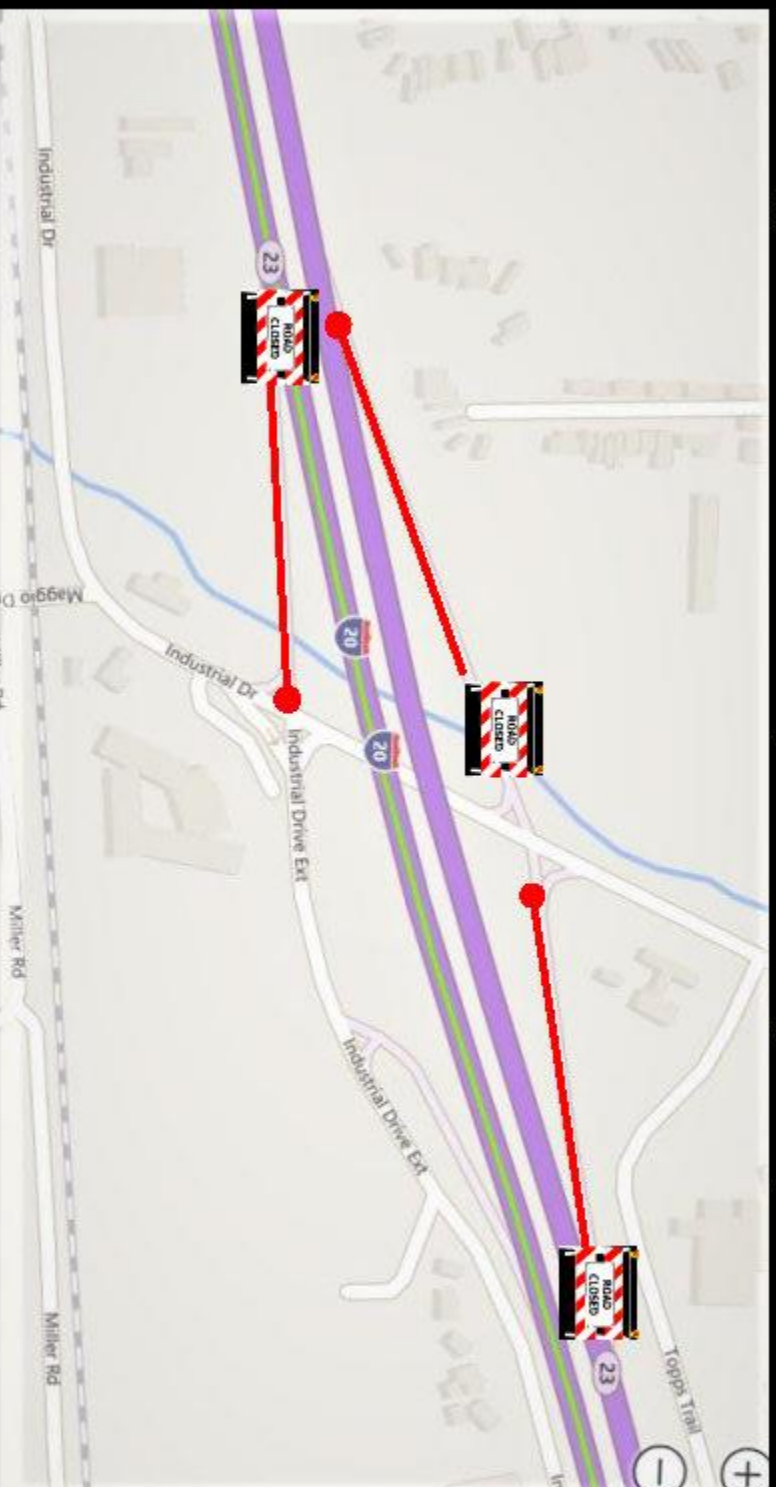 Industrial Dr
23
ROAD
CLOSED
Maggio D
20
Industrial Dr
20
ROAD
CLOSED
Industrial Drive Ext
Miller Rd
Industrial Drive Ext
ROAD
CLOSED
23
Miller Rd
Topps Trail
In
−
+